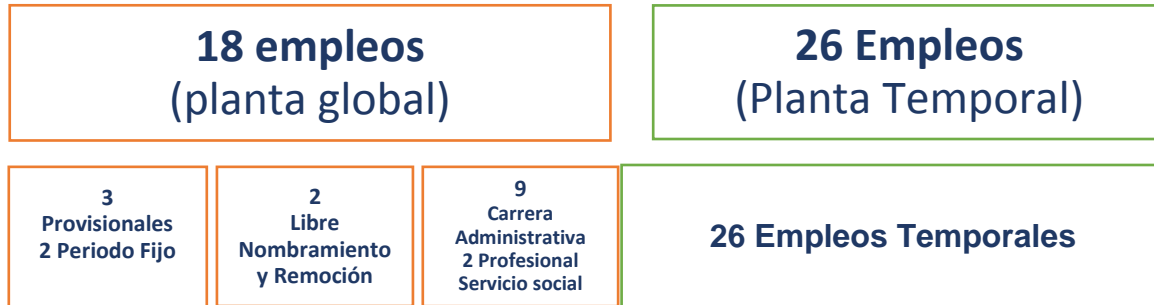 18 empleos
(planta global)
26 Empleos
(Planta Temporal)
3
Provisionales
2 Periodo Fijo
2
Libre
Nombramiento
y Remoción
9
Carrera
Administrativa
2 Profesional
Servicio social
26 Empleos Temporales